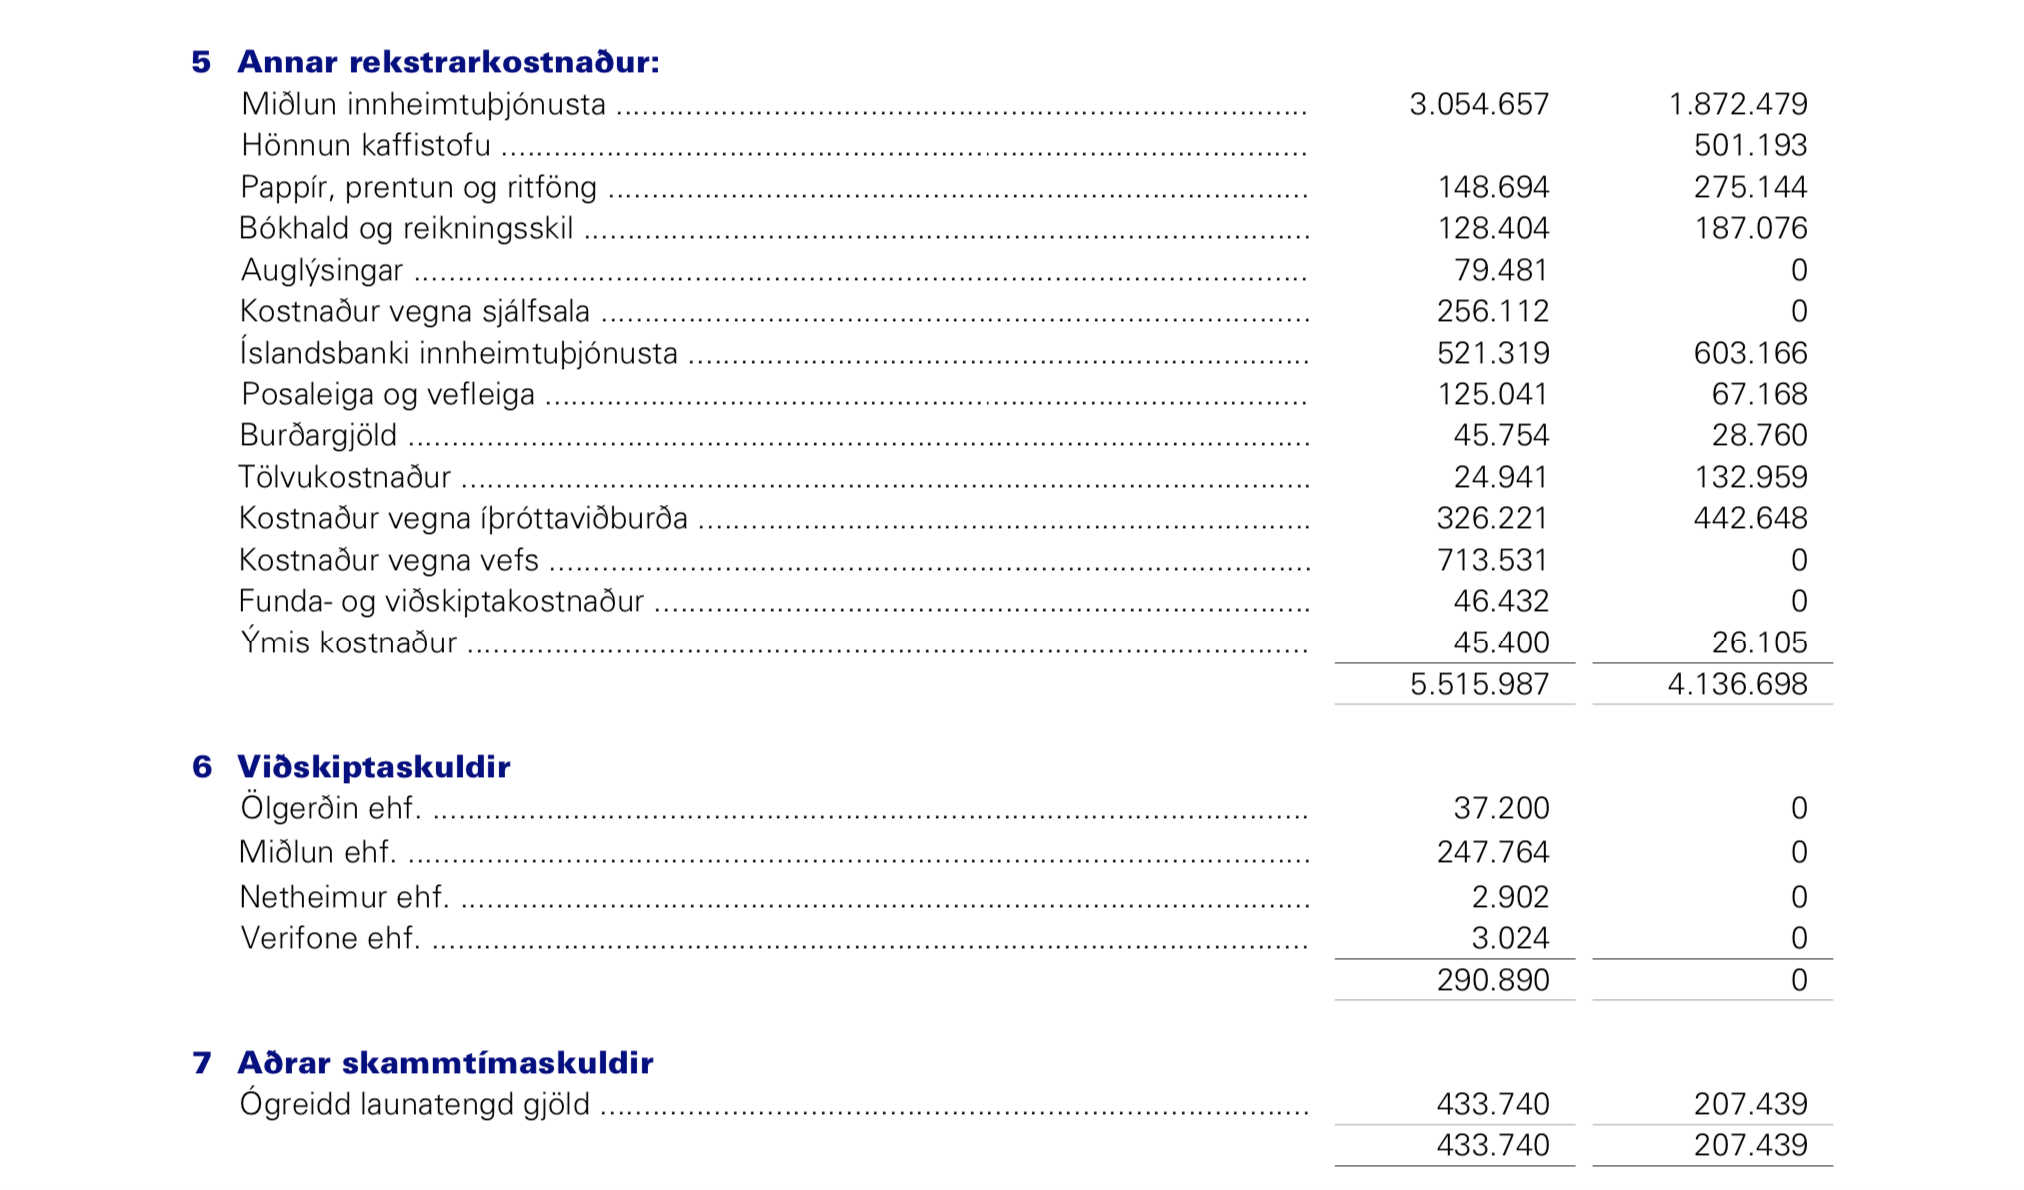 5 Annar rekstrarkostnaður:
Miðlun innheimtuþjónusta 3.054.657 1.872.479
Hönnun kaffistofu 501.193
Pappír, prentun og ritföng 148.694 275.144
Bókhald og reikningsskil 128.404 187.076
Auglýsingar 79.481 0
Kostnaður vegna sjálfsala 256.112 0
Íslandsbanki innheimtuþjónusta 521.319 603.166
Posaleiga og vefleiga 125.041 67.168
Burðargjöld 45.754 28.760
Tölvukostnaður 24.941 132.959
Kostnaður vegna íþróttaviðburða 326.221 442.648
Kostnaður vegna vefs 713.531 0
Funda- og viðskiptakostnaður 46.432 0
Ýmis kostnaður 45.400 26.105
5.515.987 4.136.698
6 Viðskiptaskuldir
Ölgerðin ehf. 37.200 0
Miðlun ehf. 247.764 0
Netheimur ehf. 2.902 0
Verifone ehf. 3.024 0
290.890 0
7 Aðrar skammtímaskuldir
Ógreidd launatengd gjöld 433.740 207.439
433.740 207.439